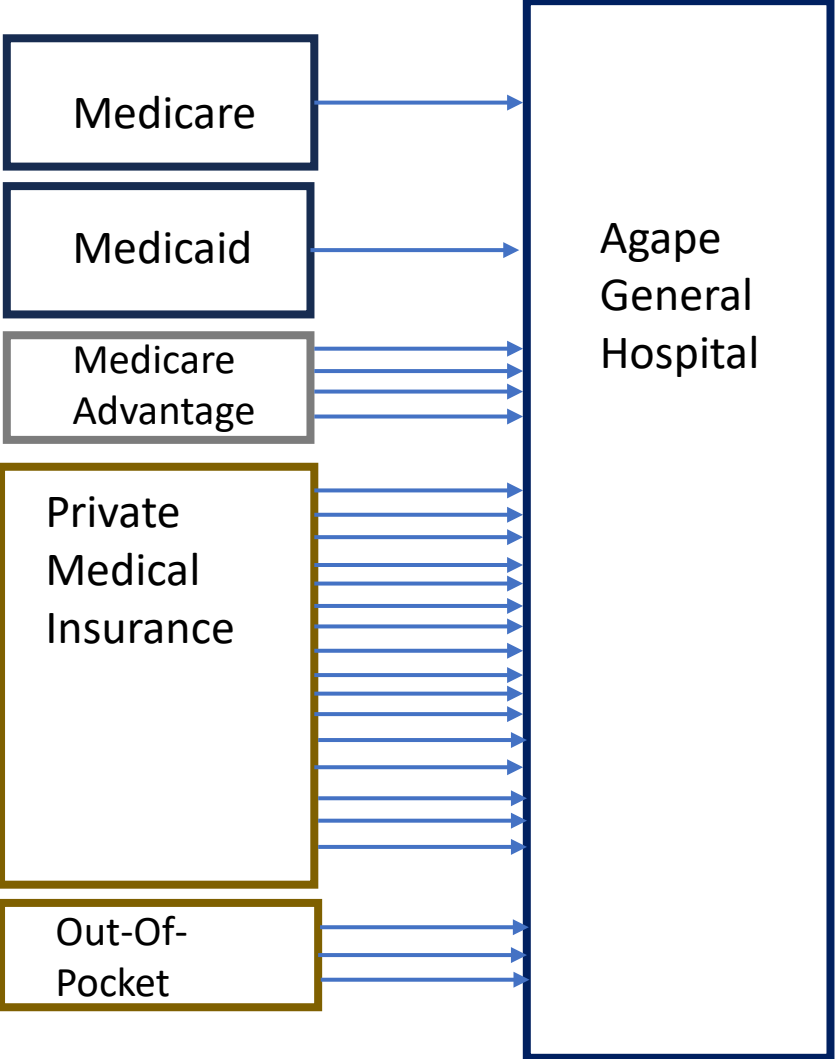 Medicare
Medicaid
Medicare
Advantage
Private
Medical
Insurance
Out-Of-
Pocket
Agape
General
Hospital